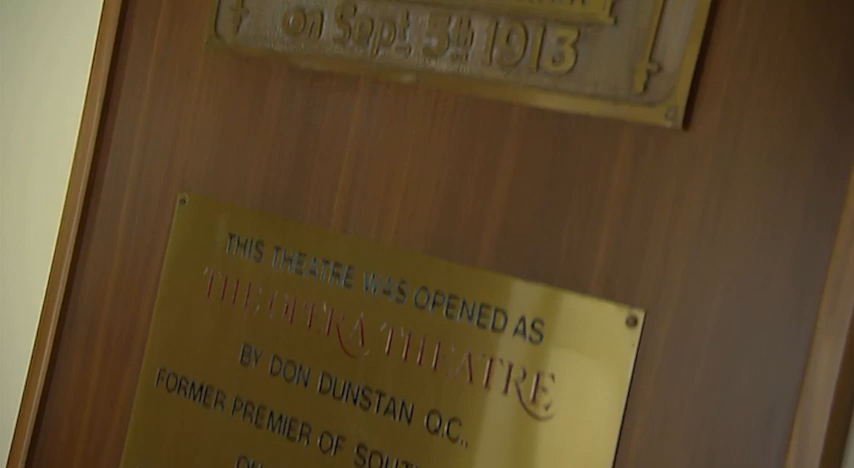 on Sept 5th 1913
THIS THEATRE WAS OPENED AS
THE OPERA THEATRE
BY DON DUNSTAN Q.C.,
FORMER PREMIER OF SOUTH